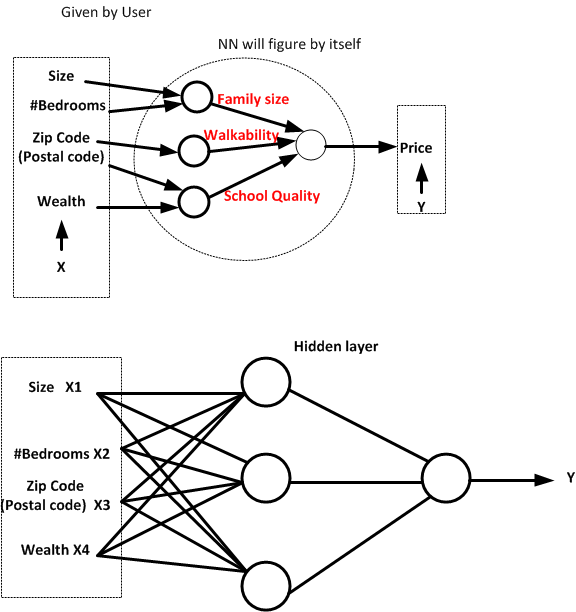 Given by User
NN will figure by itself
Size
#Bedrooms
Zip Code
(Postal code)
Wealth
X
Family size
Walkability
School Quality
Price
Y
Hidden layer
Size X1
#Bedrooms X2
Zip Code
(Postal code) X3
Wealth X4
Y